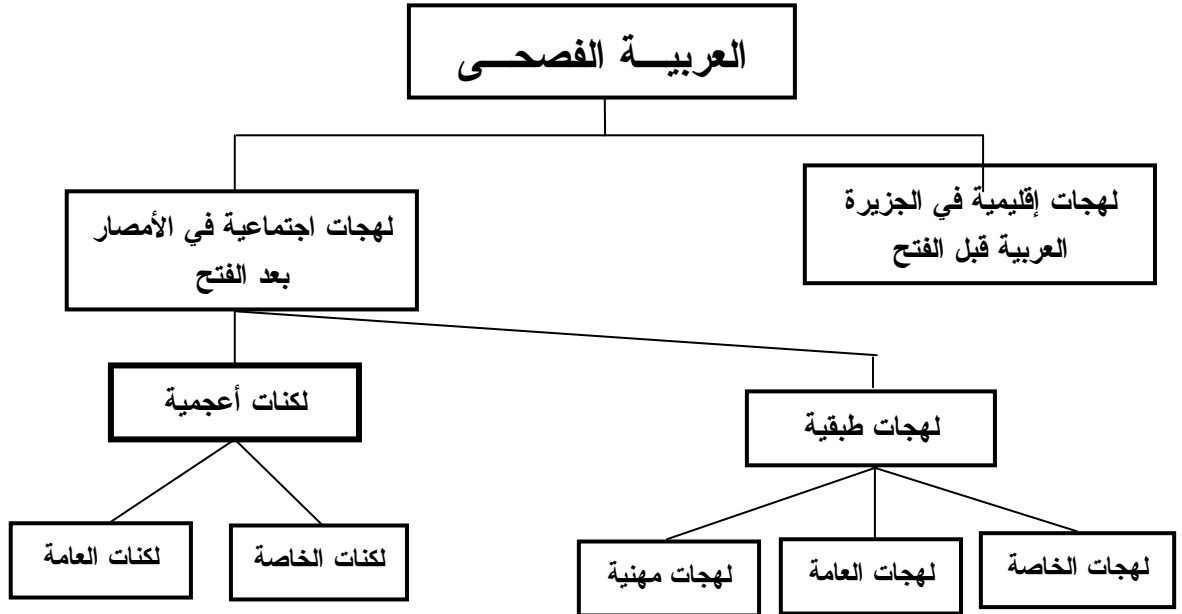 العربيـــة الفصحـــى
لهجات إقليمية في الجزيرة
العربية قبل الفتح
لهجات اجتماعية في الأمصار
بعد الفتح
لهجات طبقية
لكنات أعجمية
لهجات الخاصة
لهجات العامة
لهجات مهنية
لكنات الخاصة
لكنات العامة